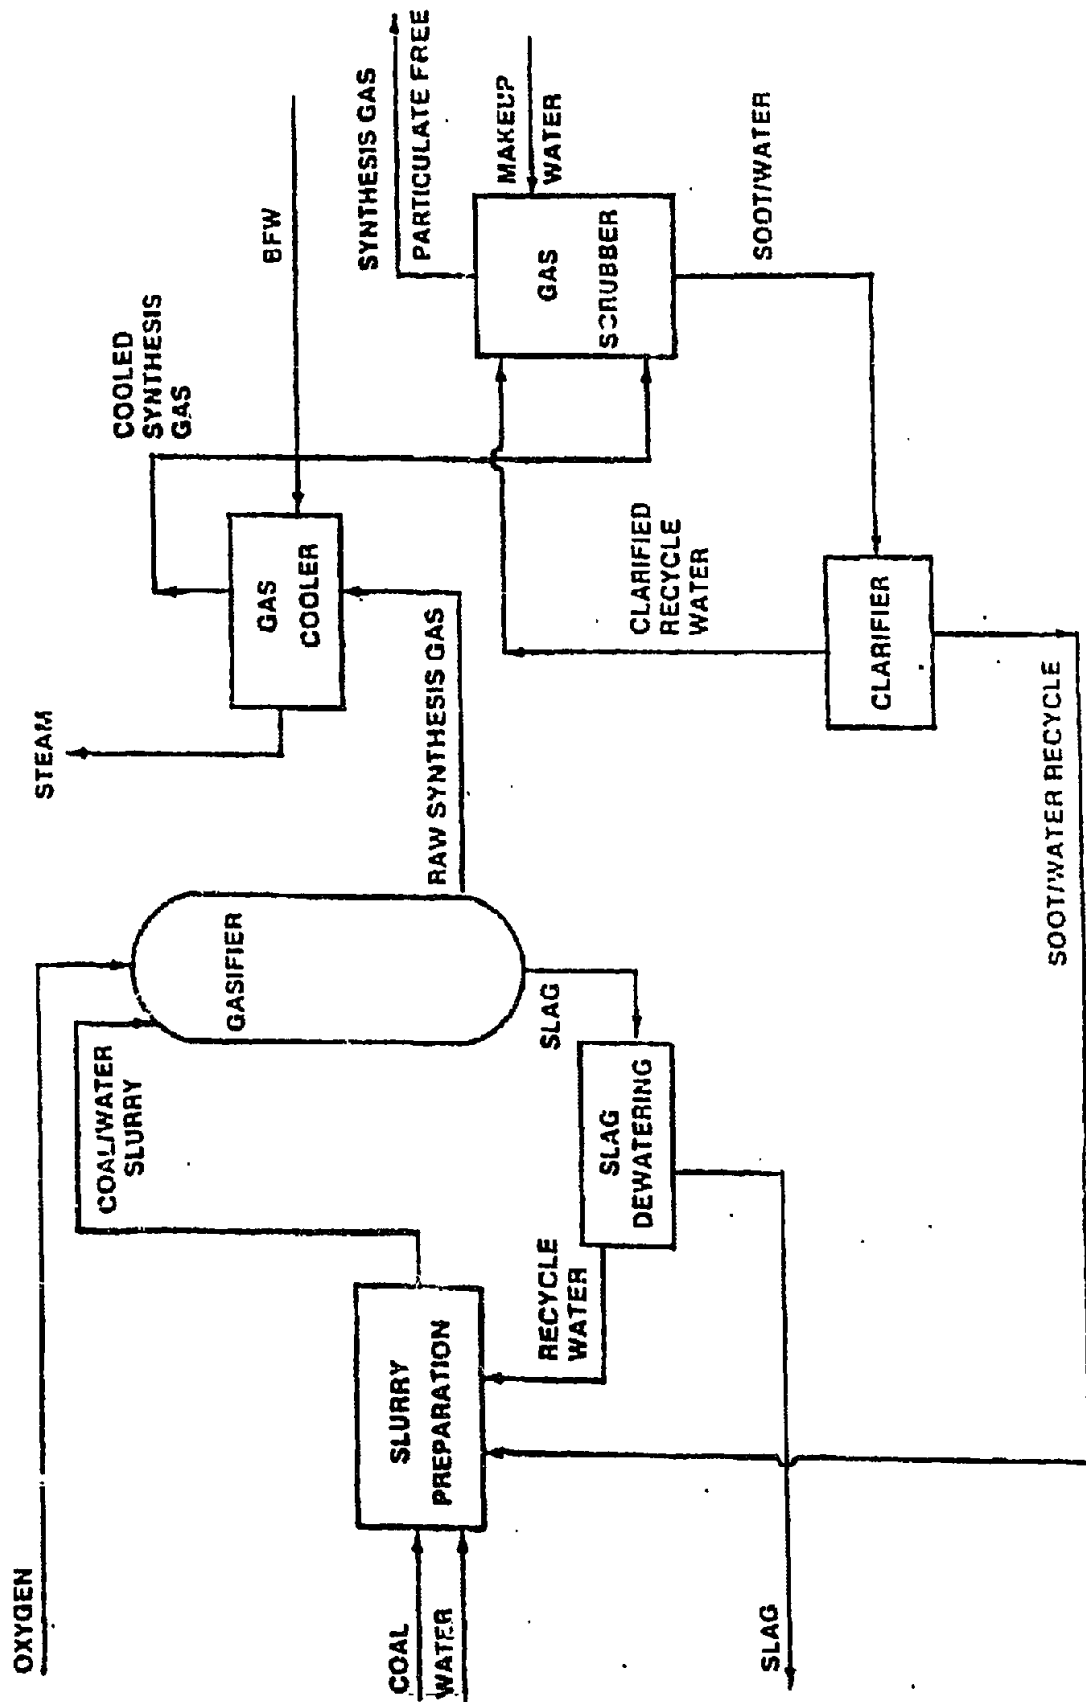 OXYGEN
COAL
WATER
SLURRY
PREPARATION
COAL/WATER
SLURRY
GASIFIER
SLAG
SLAG
DEWATERING
RECYCLE
WATER
SLAG
RAW SYNTHESIS GAS
STEAM
GAS
COOLER
BFW
COOLED
SYNTHESIS
GAS
SYNTHESIS GAS
PARTICULATE FREE
MAKEUP
WATER
GAS
SCRUBBER
SOOT/WATER
CLARIFIED
RECYCLE
WATER
CLARIFIER
SOOT/WATER RECYCLE